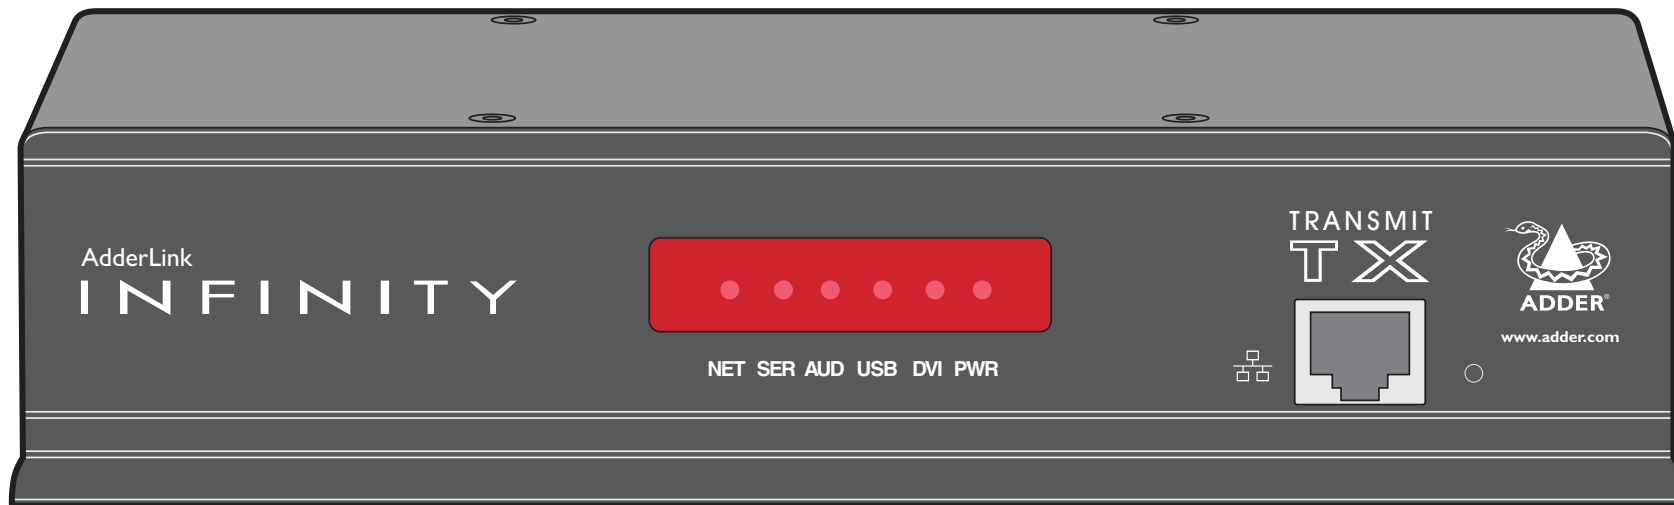 AdderLink
INFINITY
NET SER AUD USB DVI PWR
TRANSMIT
TX
ADDER®
www.adder.com